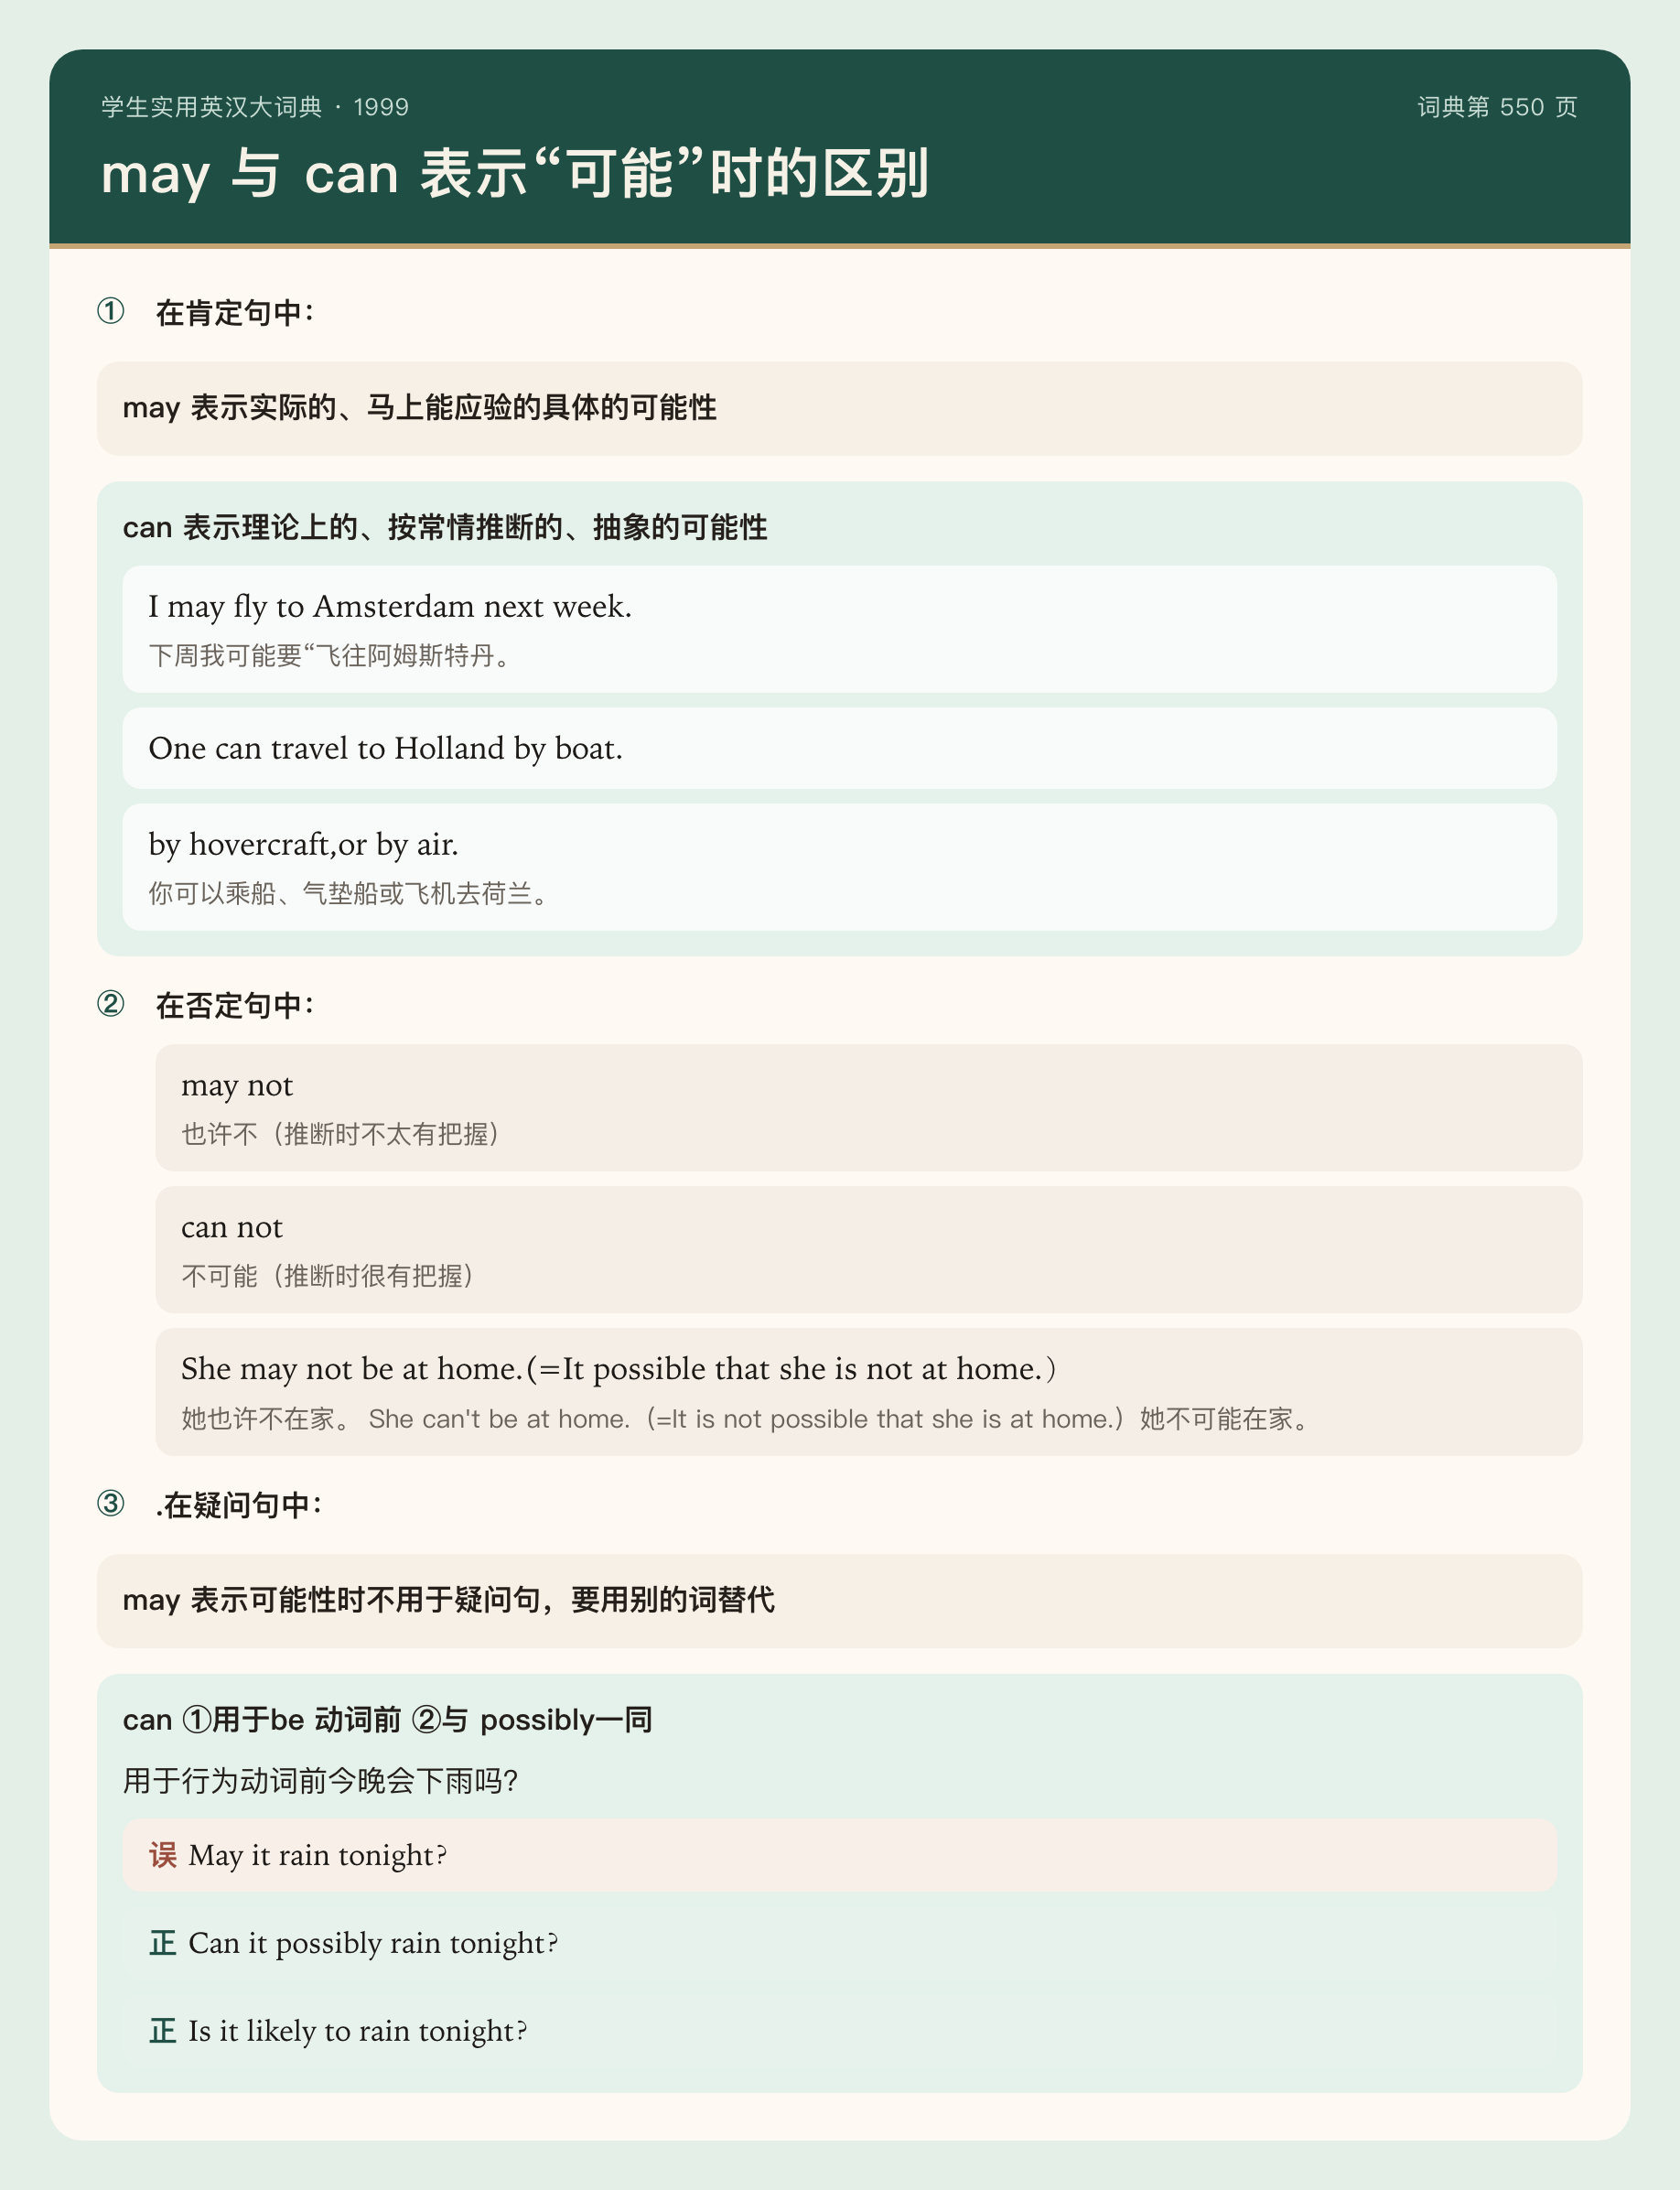 学生实用英汉大词典 · 1999
词典第 550 页
may 与 can 表示“可能”时的区别
① 在肯定句中：
may 表示实际的、马上能应验的具体的可能性
can 表示理论上的、按常情推断的、抽象的可能性
I may fly to Amsterdam next week.
下周我可能要“飞往阿姆斯特丹。
One can travel to Holland by boat.
by hovercraft,or by air.
你可以乘船、气垫船或飞机去荷兰。
② 在否定句中：
may not
也许不（推断时不太有把握）
can not
不可能（推断时很有把握）
She may not be at home.(=It possible that she is not at home.）
她也许不在家。 She can't be at home.（=It is not possible that she is at home.）她不可能在家。
③ .在疑问句中：
may 表示可能性时不用于疑问句，要用别的词替代
can ①用于be 动词前 ②与 possibly一同
用于行为动词前今晚会下雨吗？
误 May it rain tonight?
正 Can it possibly rain tonight?
正 Is it likely to rain tonight?